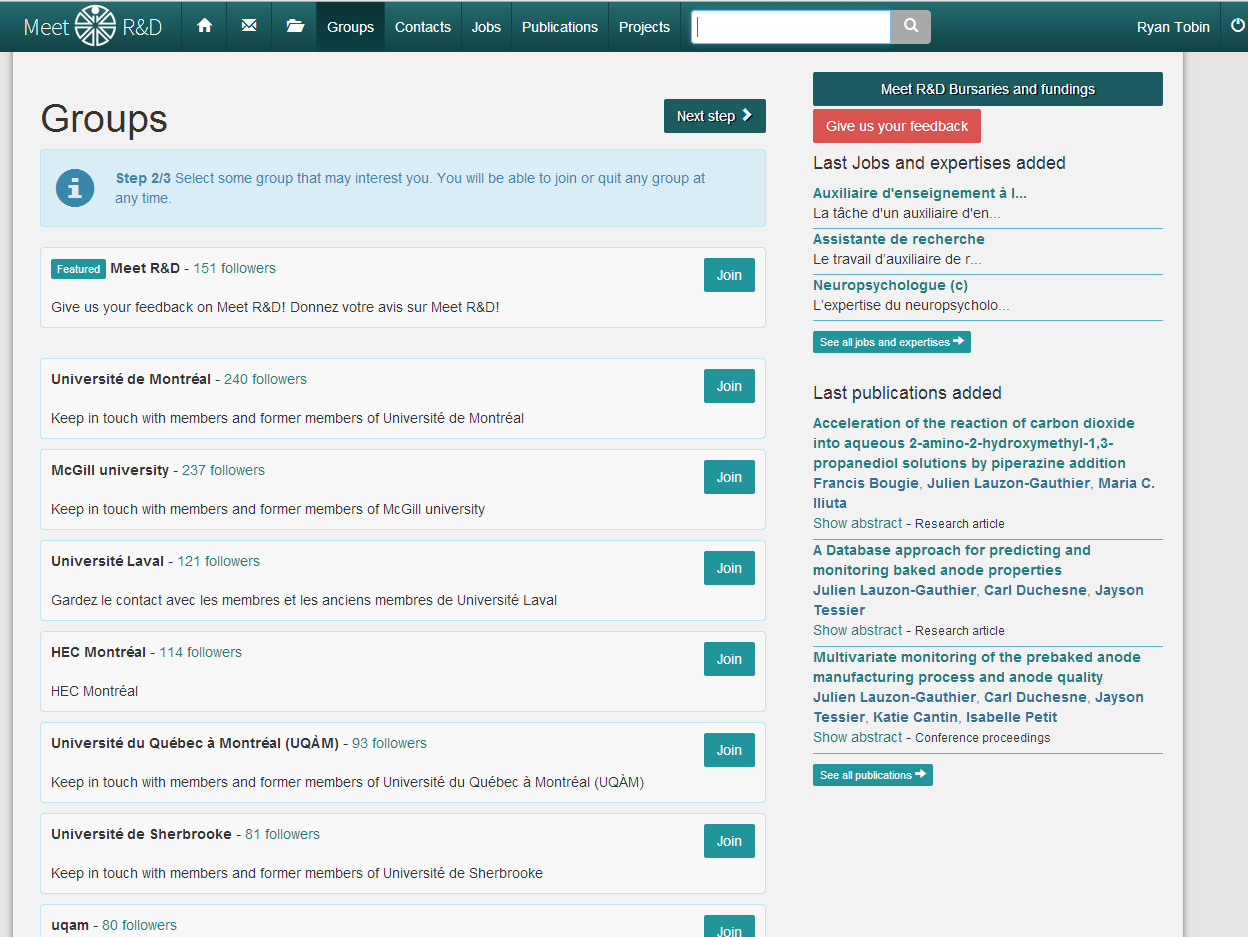 Meet R&D
Groups
Contacts
Jobs
Publications
Projects
Ryan Tobin
Groups
Next step
Step 2/3 Select some group that may interest you. You will be able to join or quit any group at
any time.
Featured Meet R&D - 151 followers
Join
Give us your feedback on Meet R&D! Donnez votre avis sur Meet R&D!
Université de Montréal - 240 followers
Join
Keep in touch with members and former members of Université de Montréal
McGill university - 237 followers
Join
Keep in touch with members and former members of McGill university
Université Laval - 121 followers
Join
Gardez le contact avec les membres et les anciens membres de Université Laval
HEC Montréal - 114 followers
Join
HEC Montréal
Université du Québec à Montréal (UQÀM) - 93 followers
Join
Keep in touch with members and former members of Université du Québec à Montréal (UQÀM)
Université de Sherbrooke - 81 followers
Join
Keep in touch with members and former members of Université de Sherbrooke
uqam - 80 followers
Join
Meet R&D Bursaries and fundings
Give us your feedback
Last Jobs and expertises added
Auxiliaire d'enseignement à l...
La tâche d'un auxiliaire d'en...
Assistante de recherche
Le travail d'auxiliaire de r...
Neuropsychologue (c)
L'expertise du neuropsycholo...
See all jobs and expertises
Last publications added
Acceleration of the reaction of carbon dioxide
into aqueous 2-amino-2-hydroxymethyl-1,3-
propanediol solutions by piperazine addition
Francis Bougie, Julien Lauzon-Gauthier, Maria C.
Iliuta
Show abstract - Research article
A Database approach for predicting and
monitoring baked anode properties
Julien Lauzon-Gauthier, Carl Duchesne, Jayson
Tessier
Show abstract - Research article
Multivariate monitoring of the prebaked anode
manufacturing process and anode quality
Julien Lauzon-Gauthier, Carl Duchesne, Jayson
Tessier, Katie Cantin, Isabelle Petit
Show abstract - Conference proceedings
See all publications